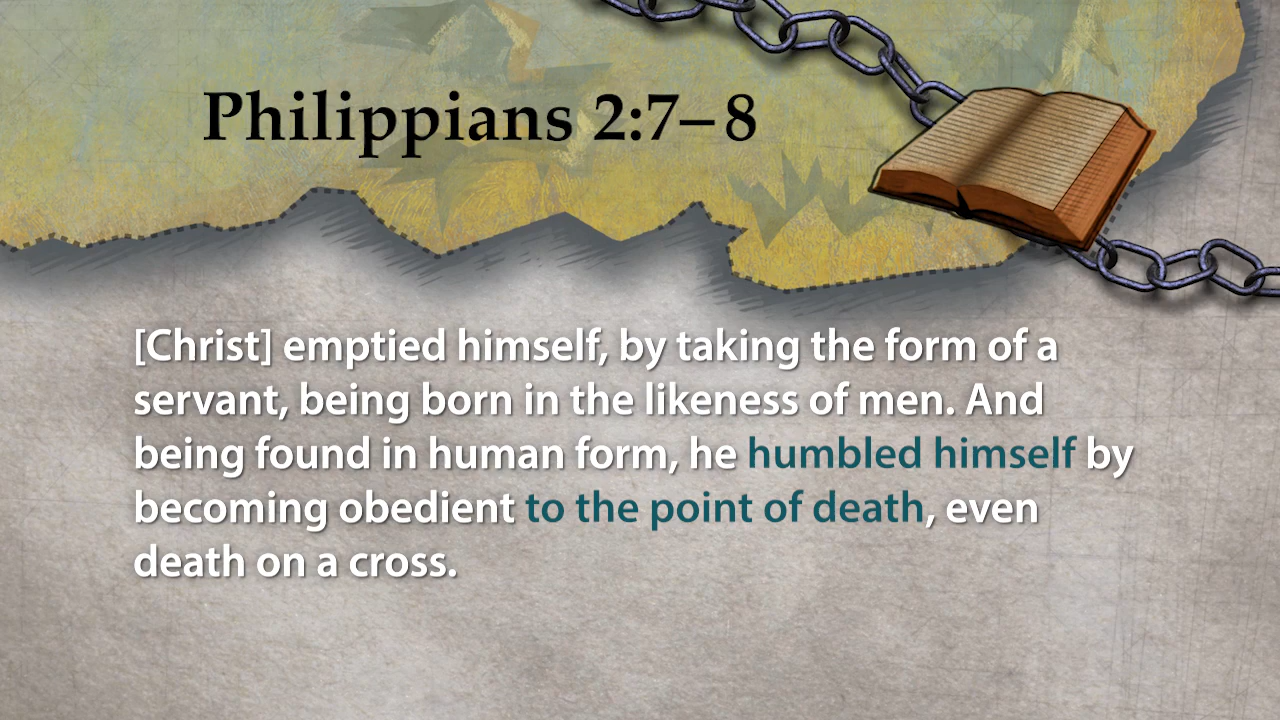 Philippians 2:7–8
[Christ] emptied himself, by taking the form of a
servant, being born in the likeness of men. And
being found in human form, he humbled himself by
becoming obedient to the point of death, even
death on a cross.